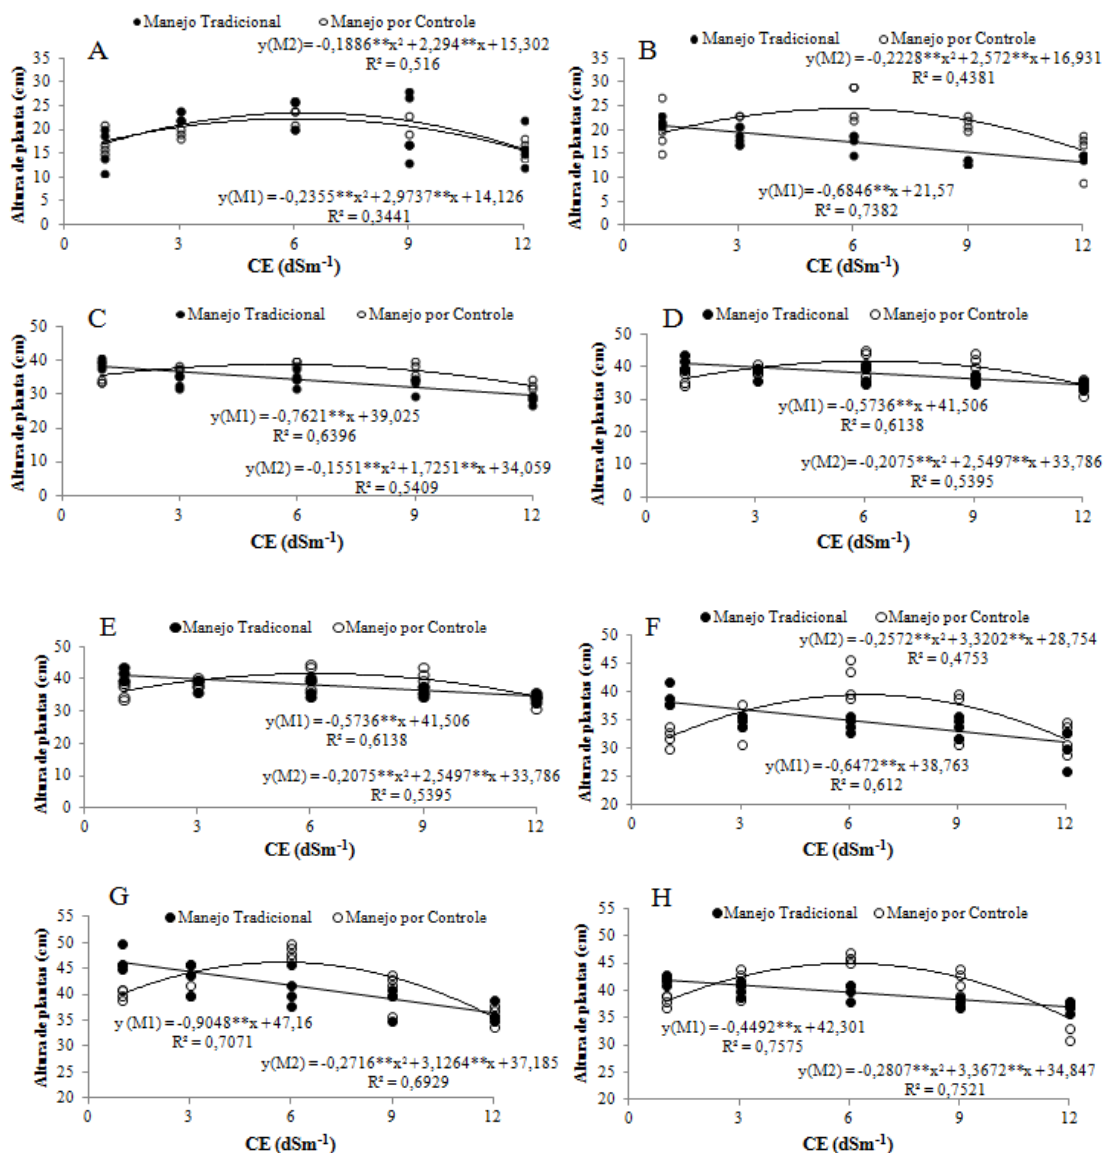 ● Manejo Tradicional ○ Manejo por Controle
A
y(M2) = -0,1886**x² + 2,294**x + 15,302
R² = 0,516
Altura de planta (cm)
35
30
25
20
15
10
5
0
y(M1) = -0,2355**x² + 2,9737**x + 14,126
R² = 0,3441
0 3 6 9 12
CE (dSm⁻¹)
● Manejo Tradicional ○ Manejo por Controle
B
y(M2) = -0,2228**x² + 2,572**x + 16,931
R² = 0,4381
Altura de plantas (cm)
35
30
25
20
15
10
5
0
y(M1) = -0,6846**x + 21,57
R² = 0,7382
0 3 6 9 12
CE (dSm⁻¹)
C
● Manejo Tradicional ○ Manejo por Controle
Altura de plantas (cm)
50
40
30
20
10
0
y(M1) = -0,7621**x + 39,025
R² = 0,6396
y(M2) = -0,1551**x² + 1,7251**x + 34,059
R² = 0,5409
0 3 6 9 12
CE (dSm⁻¹)
D
● Manejo Tradicional ○ Manejo por Controle
Altura de plantas (cm)
50
40
30
20
10
0
y(M1) = -0,5736**x + 41,506
R² = 0,6138
y(M2) = -0,2075**x² + 2,5497**x + 33,786
R² = 0,5395
0 3 6 9 12
CE (dSm⁻¹)
E
● Manejo Tradicional ○ Manejo por Controle
Altura de plantas (cm)
50
40
30
20
10
0
y(M1) = -0,5736**x + 41,506
R² = 0,6138
y(M2) = -0,2075**x² + 2,5497**x + 33,786
R² = 0,5395
0 3 6 9 12
CE (dSm⁻¹)
● Manejo Tradicional ○ Manejo por Controle
F
y(M2) = -0,2572**x² + 3,3202**x + 28,754
R² = 0,4753
Altura de plantas (cm)
50
45
40
35
30
25
20
y(M1) = -0,6472**x + 38,763
R² = 0,612
0 3 6 9 12
CE (dSm⁻¹)
G
● Manejo Tradicional ○ Manejo por Controle
Altura de plantas (cm)
55
50
45
40
35
30
25
20
y (M1) = -0,9048**x + 47,16
R² = 0,7071
y(M2) = -0,2716**x² + 3,1264**x + 37,185
R² = 0,6929
0 3 6 9 12
CE (dSm⁻¹)
H
● Manejo Tradicional ○ Manejo por Controle
Altura de plantas (cm)
55
50
45
40
35
30
25
20
y(M1) = -0,4492**x + 42,301
R² = 0,7575
y(M2) = -0,2807**x² + 3,3672**x + 34,847
R² = 0,7521
0 3 6 9 12
CE (dSm⁻¹)